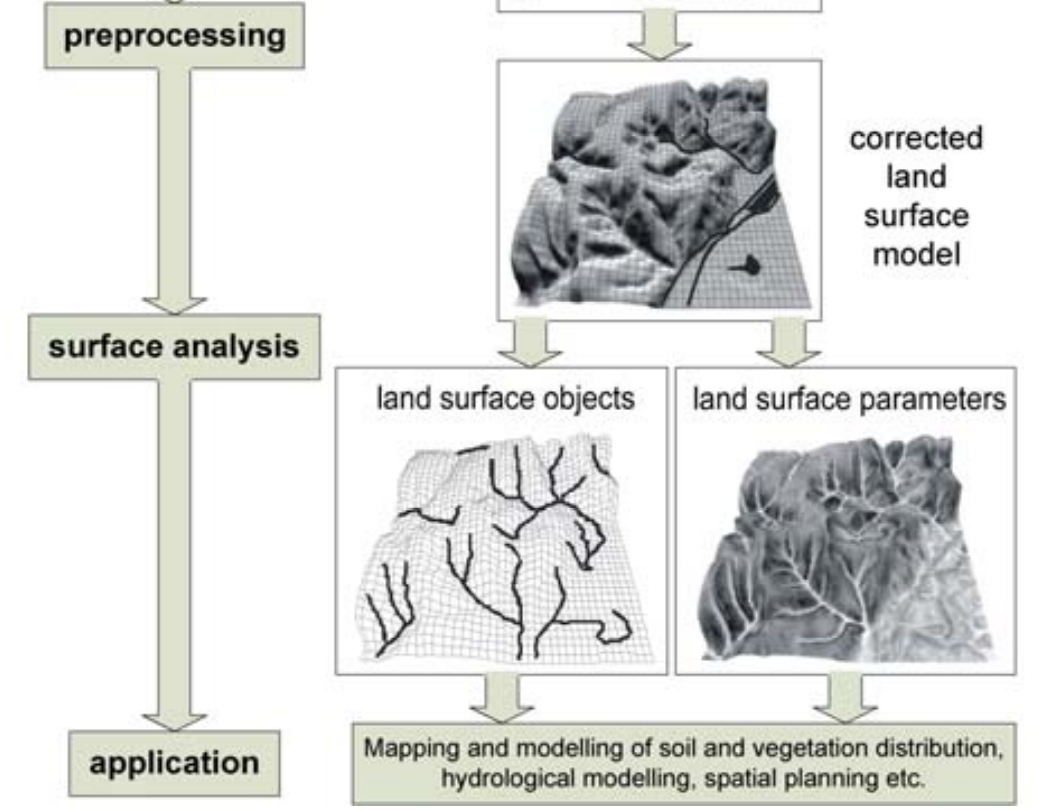 preprocessing
corrected
land
surface
model
surface analysis
land surface objects
land surface parameters
application
Mapping and modelling of soil and vegetation distribution,
hydrological modelling, spatial planning etc.